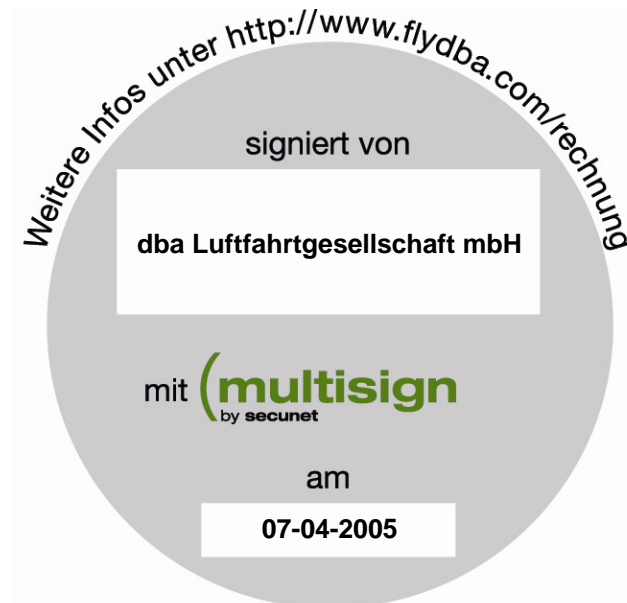 Weitere Infos unter http://www.flydba.com/rechnung
signiert von
dba Luftfahrtgesellschaft mbH
mit (multisign
by secunet
am
07-04-2005